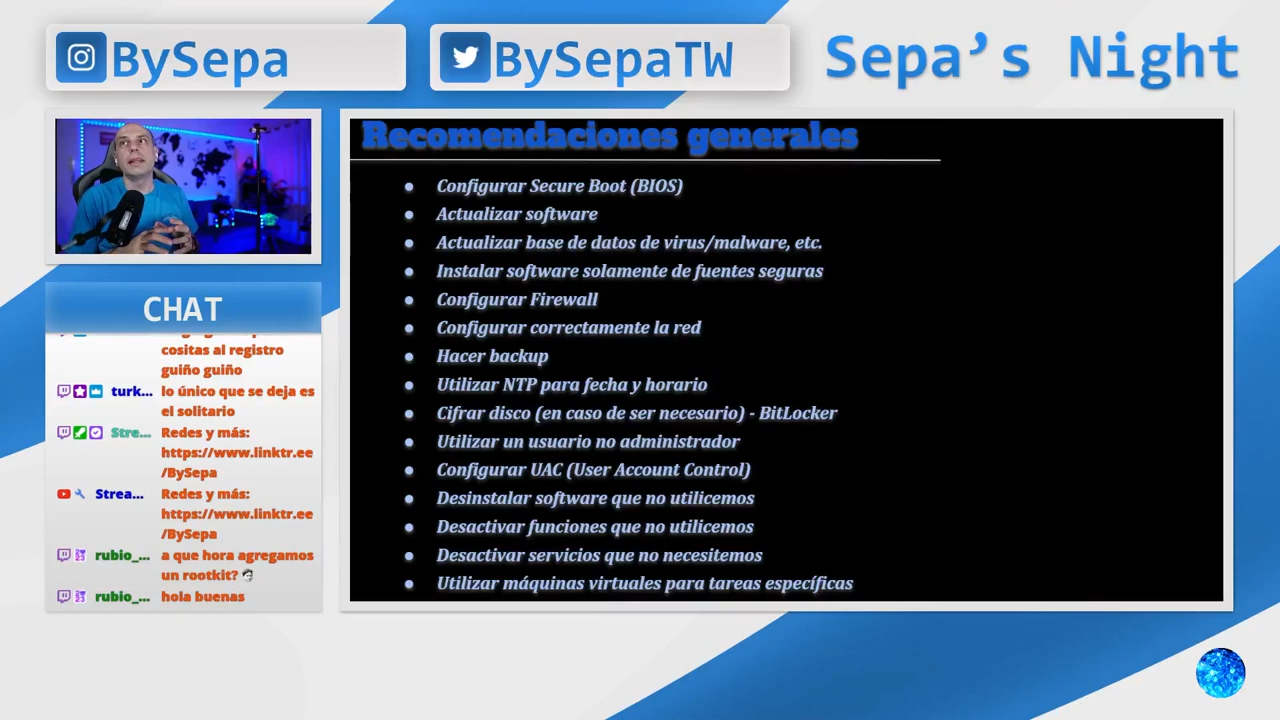 BySepa
BySepaTW
Sepa’s Night
Recomendaciones generales
● Configurar Secure Boot (BIOS)
● Actualizar software
● Actualizar base de datos de virus/malware, etc.
● Instalar software solamente de fuentes seguras
● Configurar Firewall
● Configurar correctamente la red
● Hacer backup
● Utilizar NTP para fecha y horario
● Cifrar disco (en caso de ser necesario) - BitLocker
● Utilizar un usuario no administrador
● Configurar UAC (User Account Control)
● Desinstalar software que no utilicemos
● Desactivar funciones que no utilicemos
● Desactivar servicios que no necesitemos
● Utilizar máquinas virtuales para tareas específicas
CHAT
cositas al registro
guiño guiño
turk... lo único que se deja es
el solitario
Stre... Redes y más:
https://www.linktr.ee
/BySepa
Strea... Redes y más:
https://www.linktr.ee
/BySepa
rubio_... a que hora agregamos
un rootkit?
rubio_... hola buenas